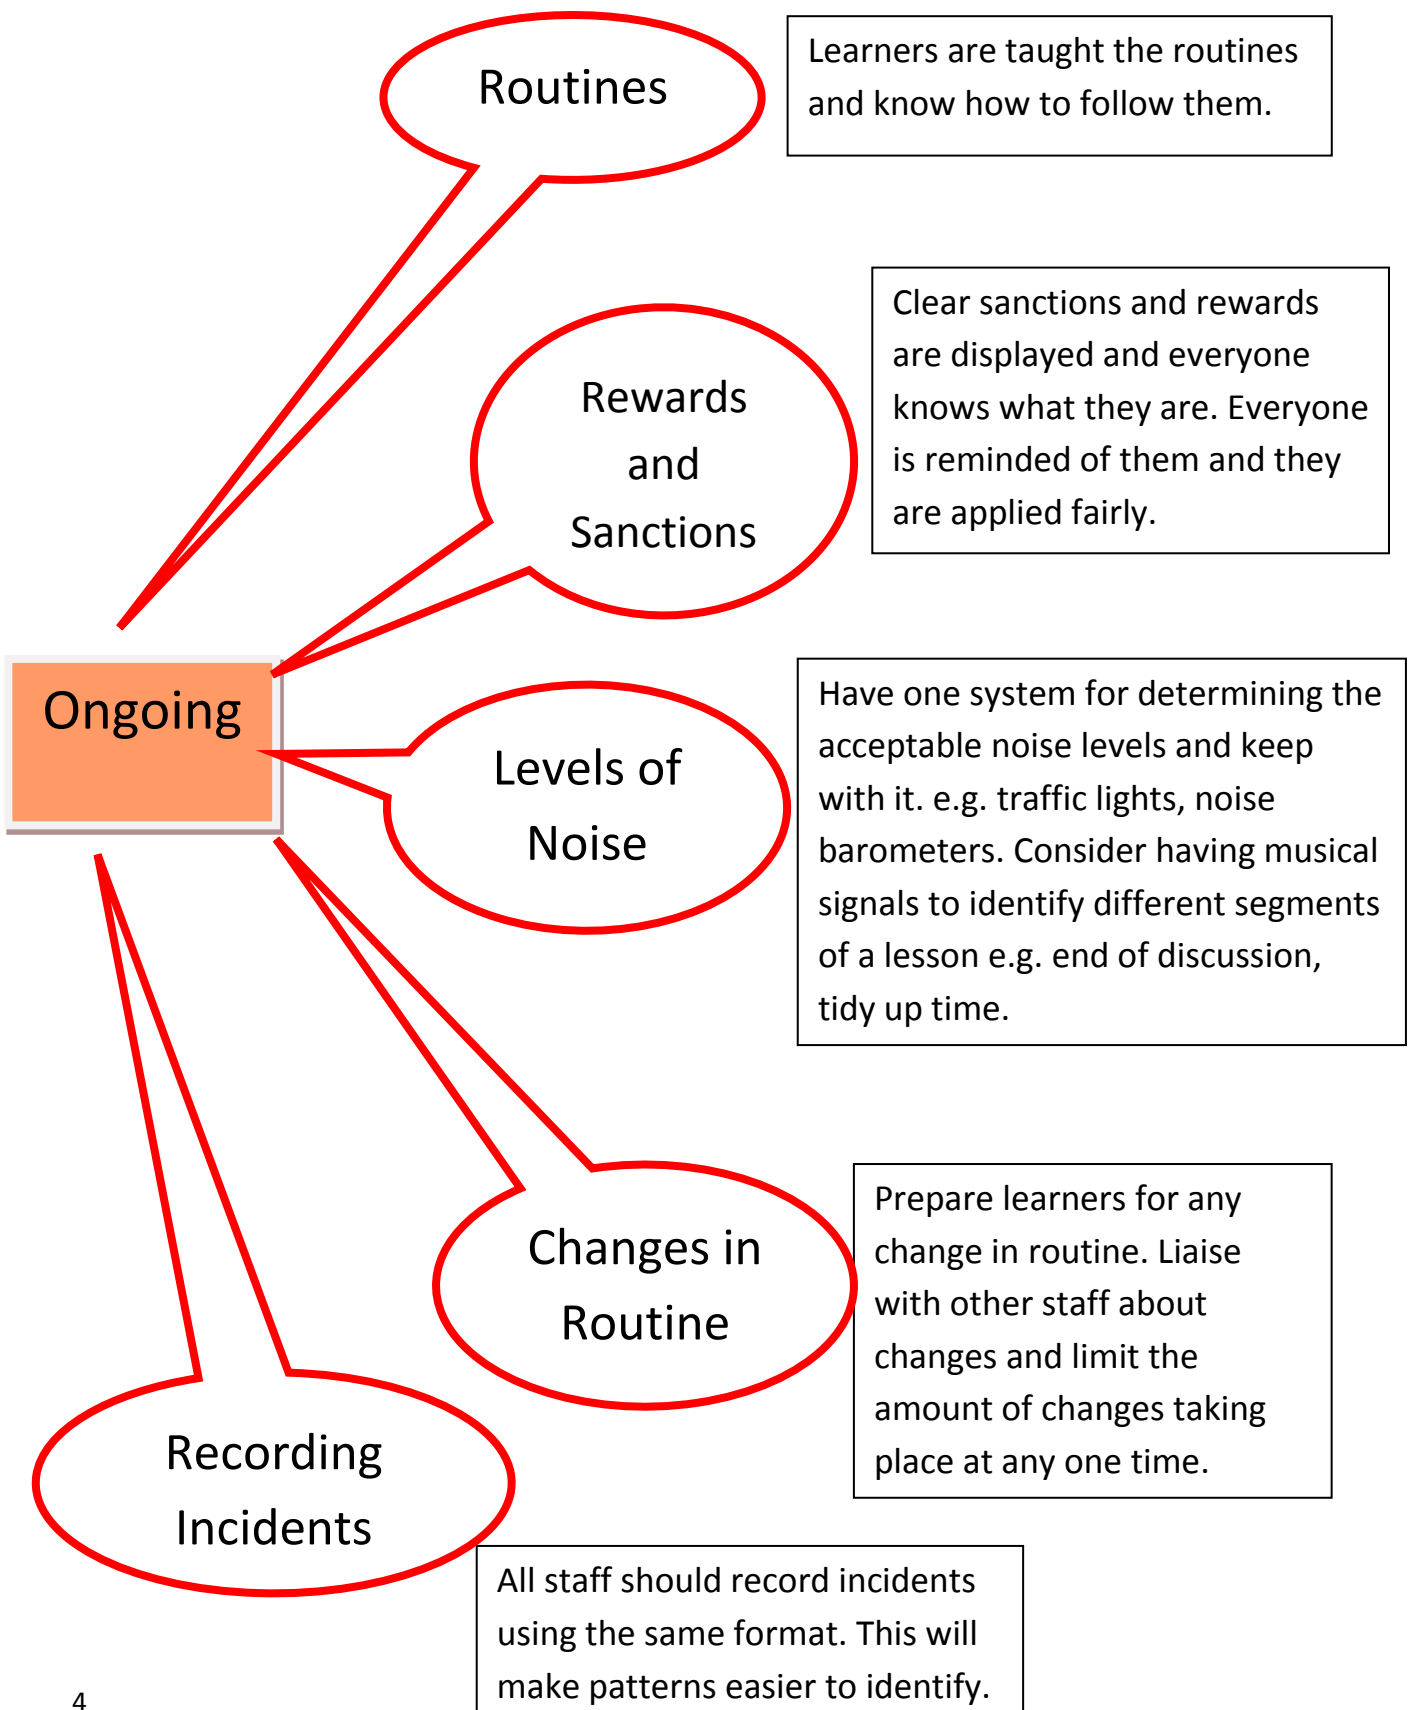 Routines
Learners are taught the routines
and know how to follow them.
Rewards
and
Sanctions
Clear sanctions and rewards
are displayed and everyone
knows what they are. Everyone
is reminded of them and they
are applied fairly.
Ongoing
Levels of
Noise
Have one system for determining the
acceptable noise levels and keep
with it. e.g. traffic lights, noise
barometers. Consider having musical
signals to identify different segments
of a lesson e.g. end of discussion,
tidy up time.
Changes in
Routine
Prepare learners for any
change in routine. Liaise
with other staff about
changes and limit the
amount of changes taking
place at any one time.
Recording
Incidents
All staff should record incidents
using the same format. This will
make patterns easier to identify.
4